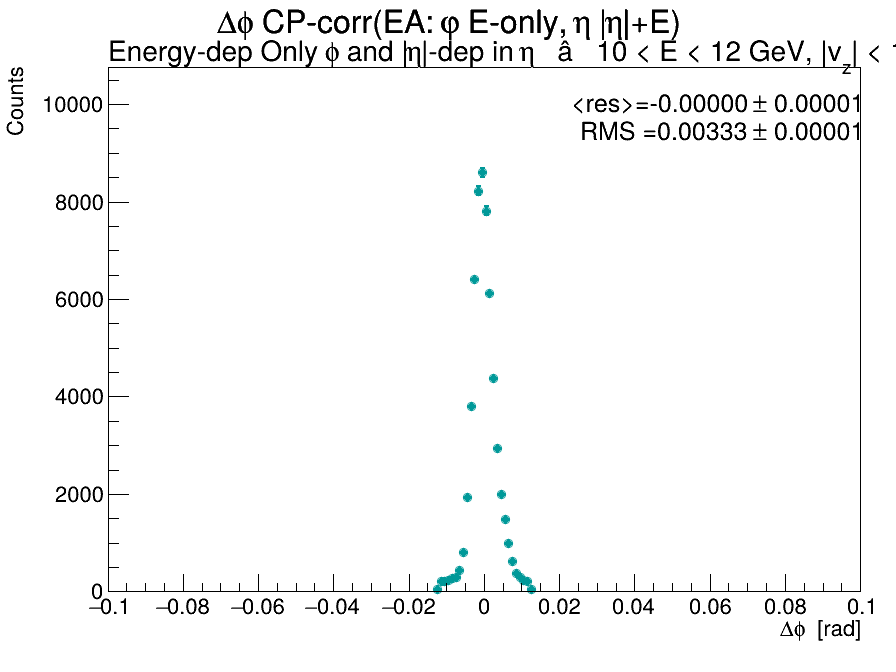 Δϕ CP-corr(EA: φ E-only, η |η|+E)
Energy-dep Only ϕ and |η|-dep in η â 10 < E < 12 GeV, |v_z| < 1
Counts
<res>=-0.00000 ± 0.00001
RMS =0.00333 ± 0.00001
10000
8000
6000
4000
2000
0
−0.1 −0.08 −0.06 −0.04 −0.02 0 0.02 0.04 0.06 0.08 0.1
Δϕ [rad]